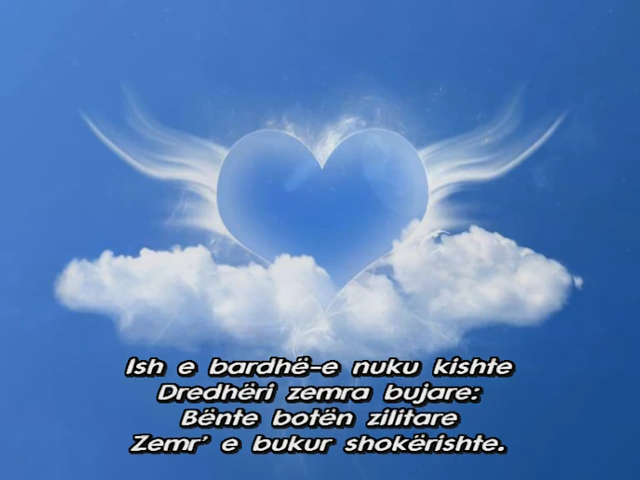 Ish e bardhë-e nuku kishte
Dredhëri zemra bujare:
Bënte botën zilitare
Zemr' e bukur shokërishte.